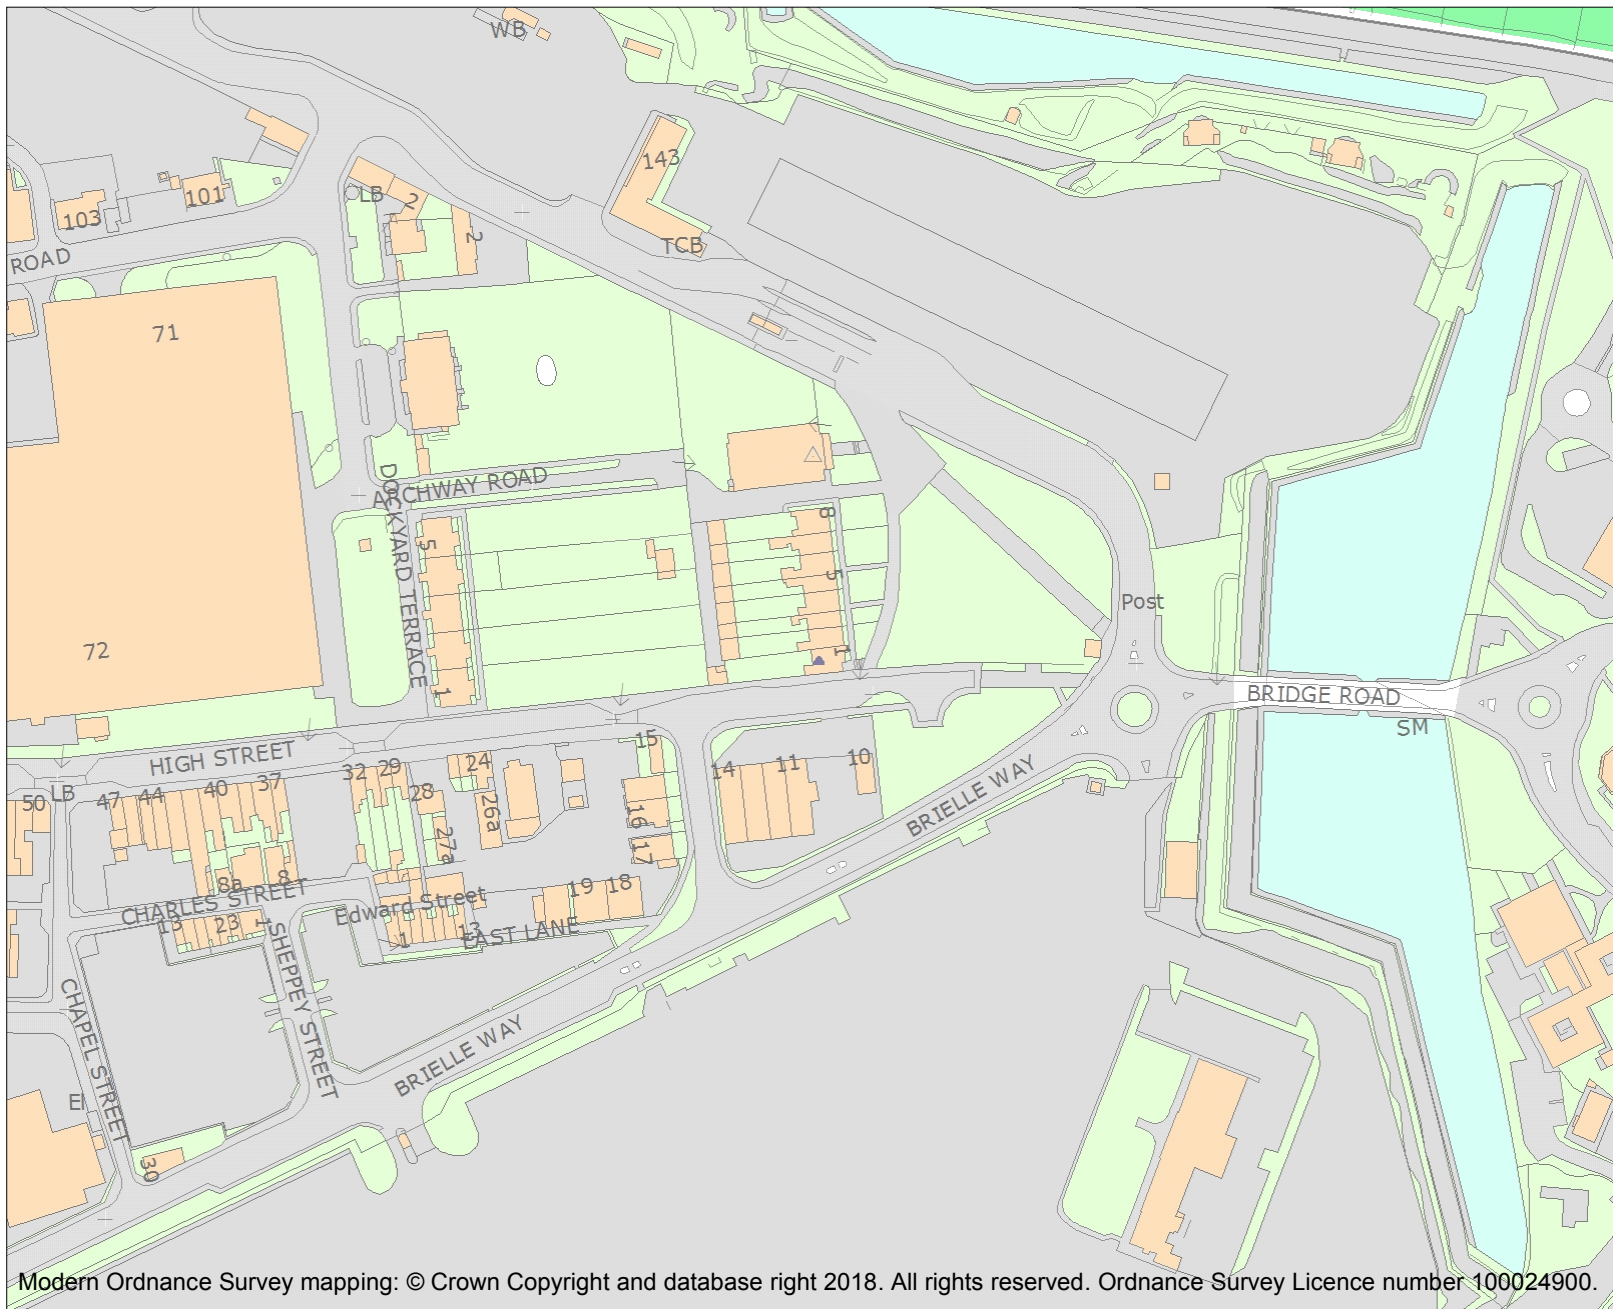 WB
143
LB
2
2
101
103
TCB
ROAD
71
ARCHWAY ROAD
DOCKYARD TERRACE
5
8
5
1
1
72
Post
BRIDGE ROAD
SM
HIGH STREET
15
32
29
24
14
11
10
50
LB
47
44
40
37
28
26a
16
17
27a
BRIELLE WAY
8a
8
19
18
CHARLES STREET
Edward Street
13
23
1
1
13
EAST LANE
SHEPPEY STREET
CHAPEL STREET
BRIELLE WAY
El
30
Modern Ordnance Survey mapping: © Crown Copyright and database right 2018. All rights reserved. Ordnance Survey Licence number 100024900.